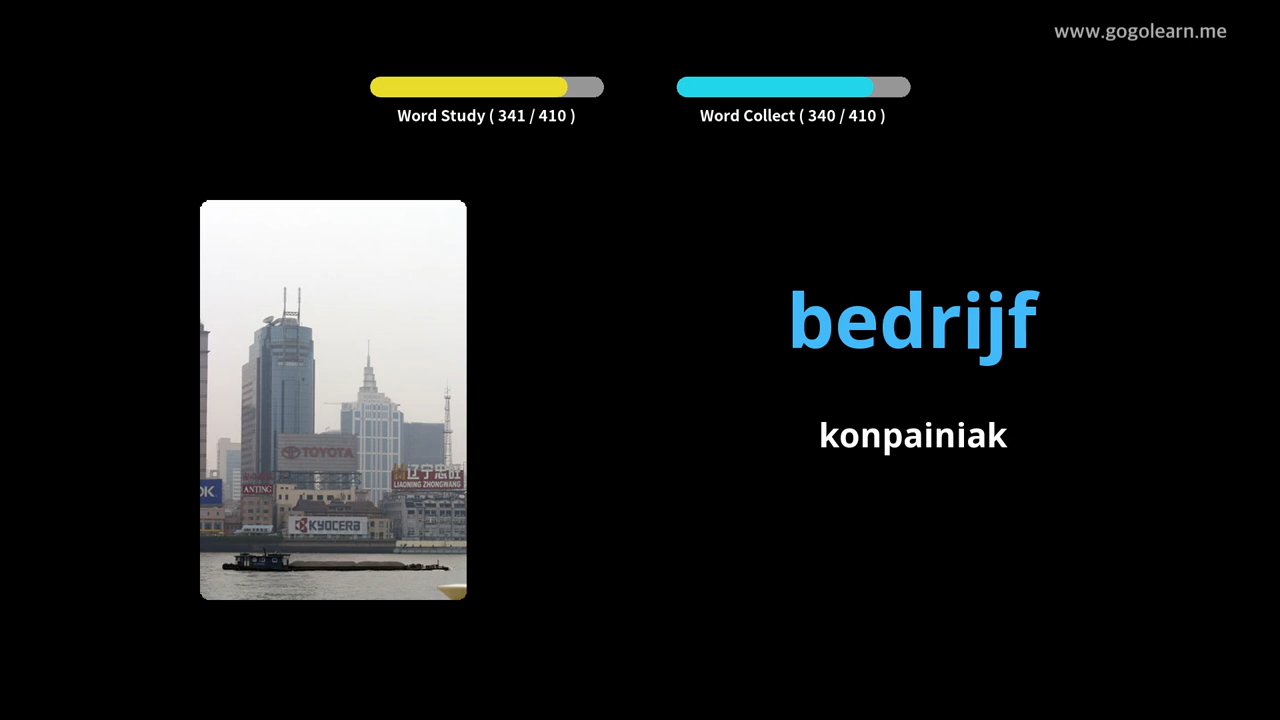 www.gogolearn.me
Word Study ( 341 / 410 )
Word Collect ( 340 / 410 )
bedrijf
konpainiak
TOYOTA
辽宁忠旺
LIAONING ZHONGWANG
ANTING
OK
KYOCERA